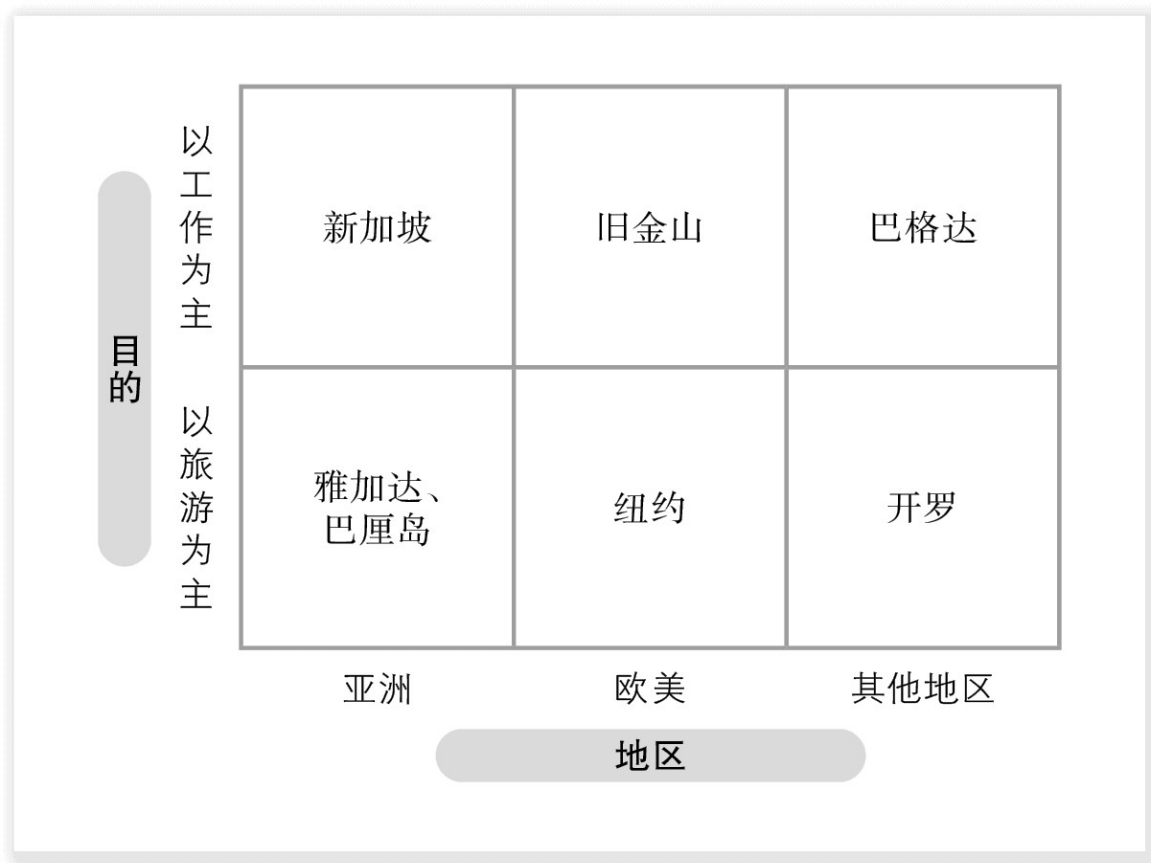 目的
以工作为主
新加坡
旧金山
巴格达
以旅游为主
雅加达、
巴厘岛
纽约
开罗
亚洲
欧美
其他地区
地区